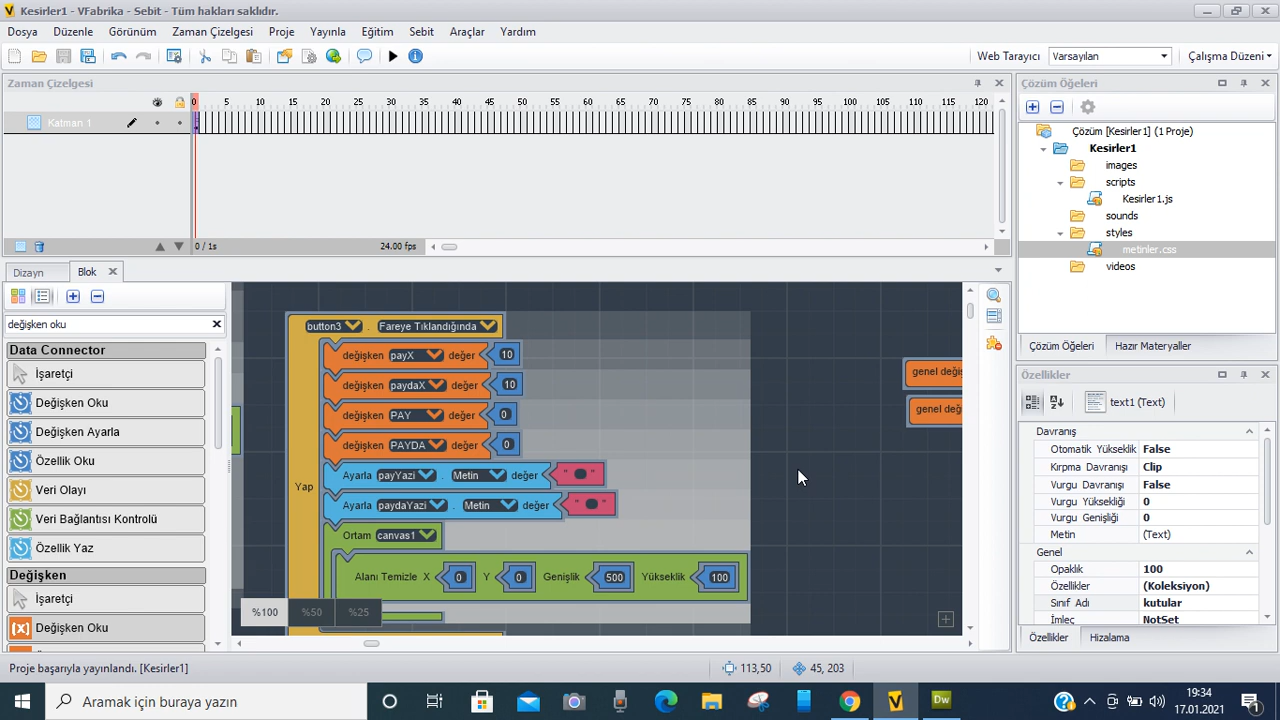 Kesirler1 - VFabrika - Sebit - Tüm hakları saklıdır.
Dosya Düzenle Görünüm Zaman Çizelgesi Proje Yayınla Eğitim Sebit Araçlar Yardım
Web Tarayıcı Varsayılan Çalışma Düzeni
Zaman Çizelgesi
0 5 10 15 20 25 30 35 40 45 50 55 60 65 70 75 80 85 90 95 100 105 110 115 120
Katman 1
0 / 1s 24.00 fps
Çözüm Öğeleri
Çözüm [Kesirler1] (1 Proje)
Kesirler1
images
scripts
Kesirler1.js
sounds
styles
metinler.css
videos
Çözüm Öğeleri Hazır Materyaller
Dizayn Blok
değişken oku
Data Connector
İşaretçi
Değişken Oku
Değişken Ayarla
Özellik Oku
Veri Olayı
Veri Bağlantısı Kontrolü
Özellik Yaz
Değişken
İşaretçi
Değişken Oku
button3 . Fareye Tıklandığında
değişken payX değer 10
değişken paydaX değer 10
değişken PAY değer 0
değişken PAYDA değer 0
Ayarla payYazi . Metin değer " "
Yap
Ayarla paydaYazi . Metin değer " "
Ortam canvas1
Alanı Temizle X 0 Y 0 Genişlik 500 Yükseklik 100
%100 %50 %25
genel değiş
genel değ
Özellikler
text1 (Text)
Davranış
Otomatik Yükseklik False
Kırpma Davranışı Clip
Vurgu Davranışı False
Vurgu Yüksekliği 0
Vurgu Genişliği 0
Metin (Text)
Genel
Opaklık 100
Özellikler (Koleksiyon)
Sınıf Adı kutular
İmleç NotSet
Özellikler Hizalama
Proje başarıyla yayınlandı. [Kesirler1] 113,50 45, 203
Aramak için buraya yazın
Dw
19:34
17.01.2021
1